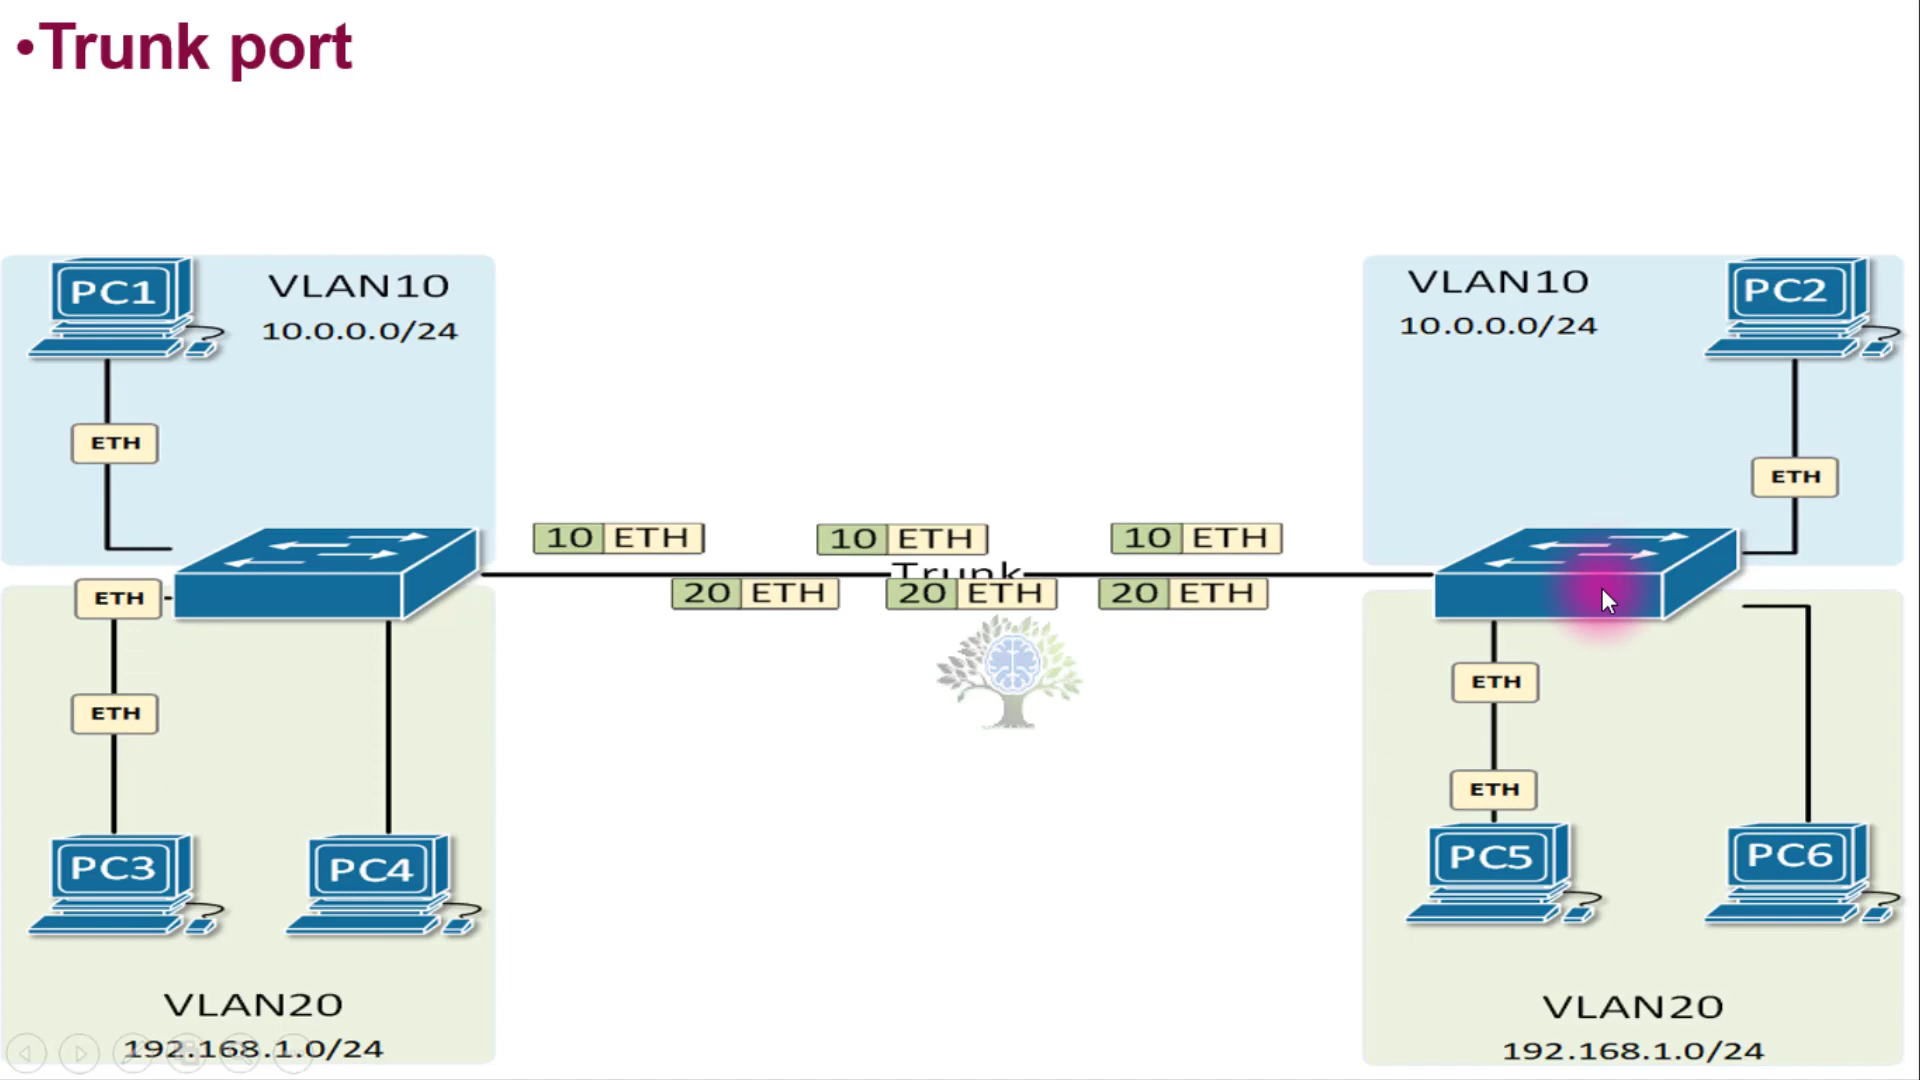 •Trunk port
PC1
VLAN10
10.0.0.0/24
ETH
VLAN10
10.0.0.0/24
PC2
ETH
10 ETH
10 ETH
10 ETH
Trunk
20 ETH
20 ETH
20 ETH
ETH
ETH
PC3
PC4
VLAN20
192.168.1.0/24
ETH
ETH
PC5
PC6
VLAN20
192.168.1.0/24